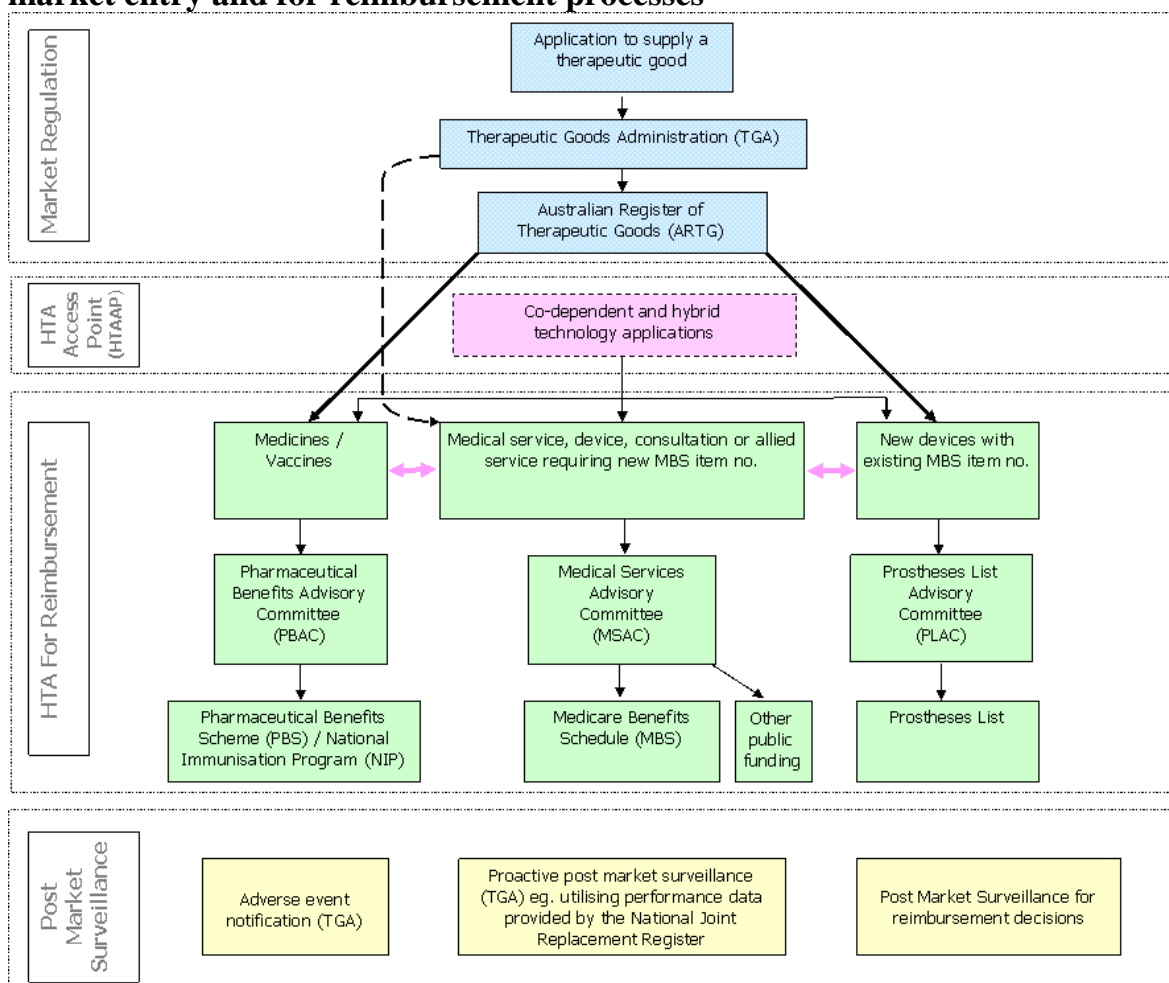 market entry and for reimbursement processes
Market Regulation
Application to supply a
therapeutic good
Therapeutic Goods Administration (TGA)
Australian Register of
Therapeutic Goods (ARTG)
HTA
Access
Point
(HTAAP)
Co-dependent and hybrid
technology applications
HTA For Reimbursement
Medicines /
Vaccines
Medical service, device, consultation or allied
service requiring new MBS item no.
New devices with
existing MBS item no.
Pharmaceutical
Benefits Advisory
Committee
(PBAC)
Medical Services
Advisory
Committee
(MSAC)
Prostheses List
Advisory
Committee
(PLAC)
Pharmaceutical Benefits
Scheme (PBS) / National
Immunisation Program (NIP)
Medicare Benefits
Schedule (MBS)
Other
public
funding
Prostheses List
Post
Market
Surveillance
Adverse event
notification (TGA)
Proactive post market surveillance
(TGA) eg. utilising performance data
provided by the National Joint
Replacement Register
Post Market Surveillance for
reimbursement decisions